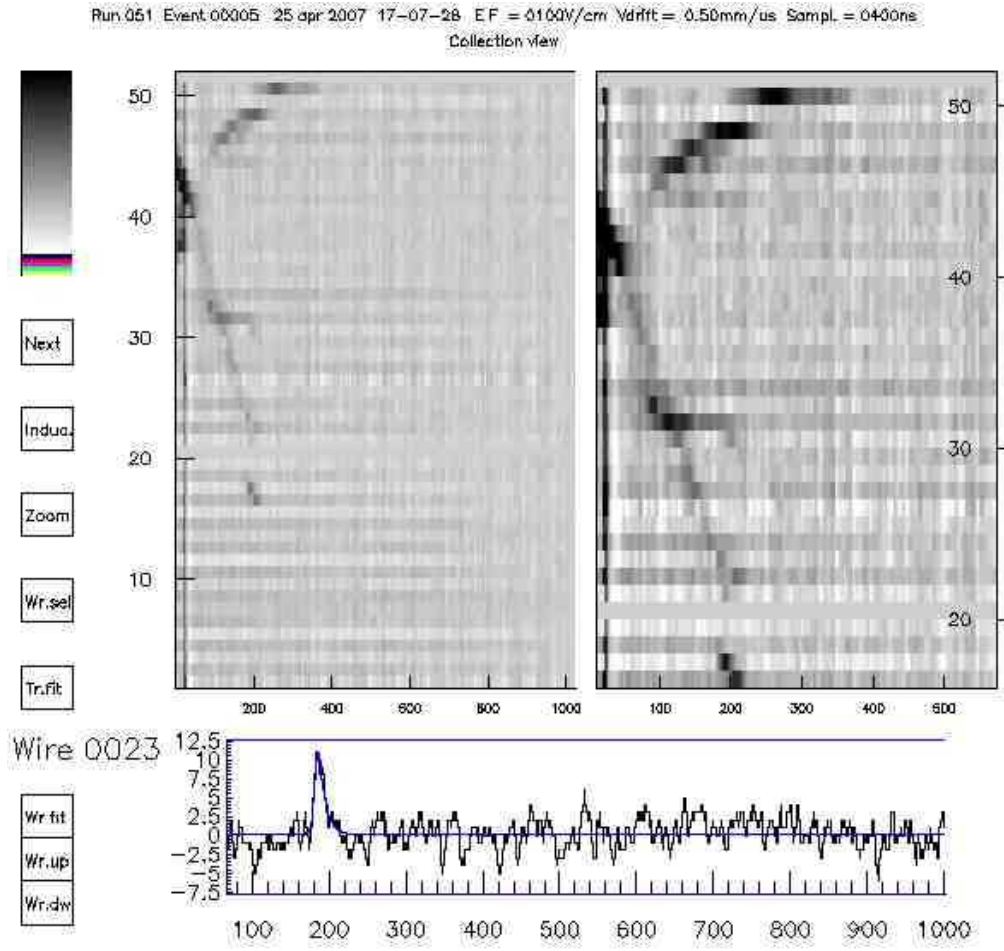 Run 051 Event 00005 25 apr 2007 17-07-28 EF = 0100V/cm Vdrift = 0.50mm/us Sampl. = 0400ns
Collection view
50
40
30
20
10
200 400 600 800 1000
50
40
30
20
100 200 300 400 500
Next
Induc.
Zoom
Wr.sel
Tr.fit
Wire 0023
Wr fit
Wr.up
Wr.dw
12.5
10
7.5
5
2.5
0
-2.5
-5
-7.5
100 200 300 400 500 600 700 800 900 1000